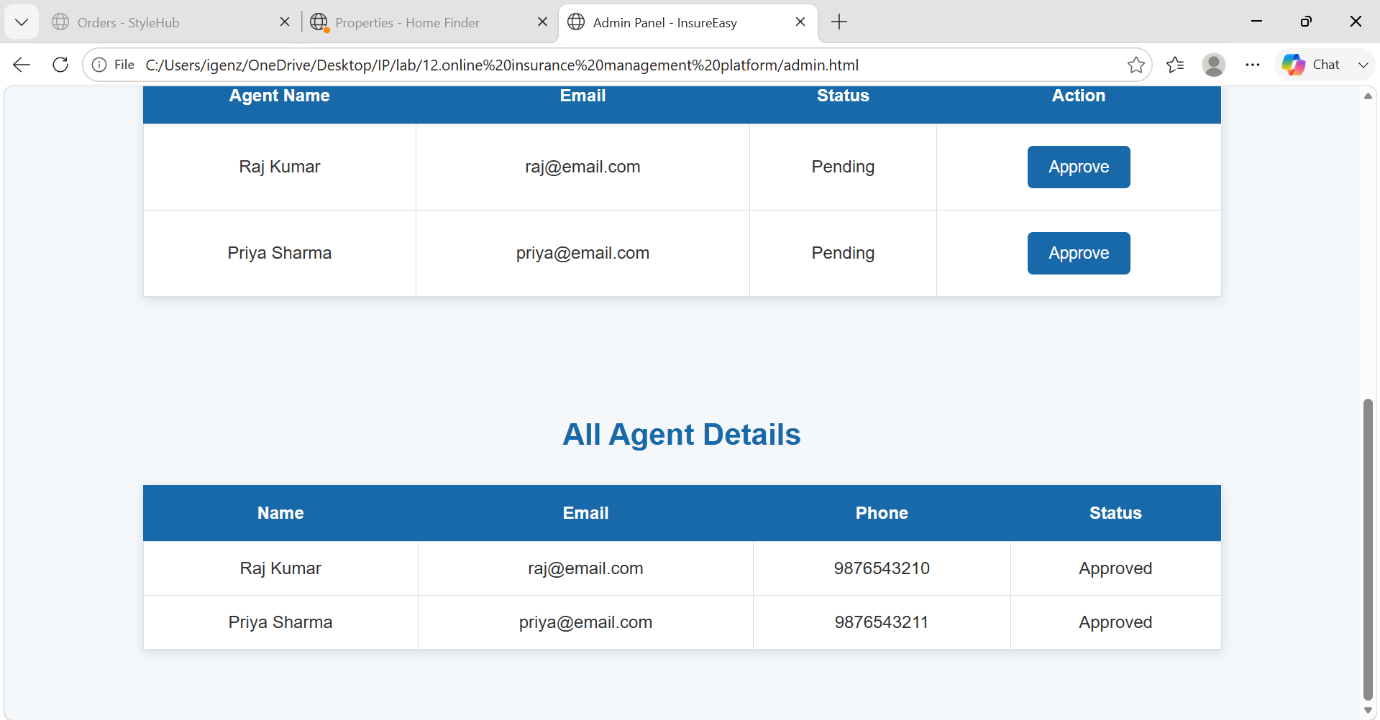 Orders - StyleHub
Properties - Home Finder
Admin Panel - InsureEasy
File C:/Users/igenz/OneDrive/Desktop/IP/lab/12.online%20insurance%20management%20platform/admin.html
Chat
Agent Name Email Status Action
Raj Kumar raj@email.com Pending Approve
Priya Sharma priya@email.com Pending Approve
All Agent Details
Name Email Phone Status
Raj Kumar raj@email.com 9876543210 Approved
Priya Sharma priya@email.com 9876543211 Approved